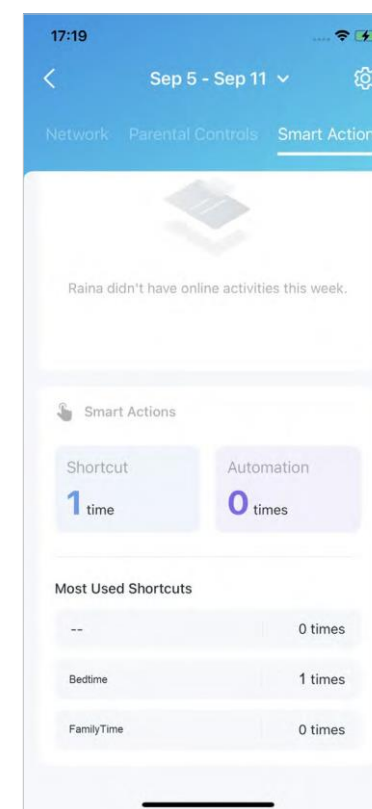 17:19
Sep 5 - Sep 11
Network Parental Controls Smart Action
Raina didn't have online activities this week.
Smart Actions
Shortcut Automation
1 time 0 times
Most Used Shortcuts
-- 0 times
Bedtime 1 times
FamilyTime 0 times